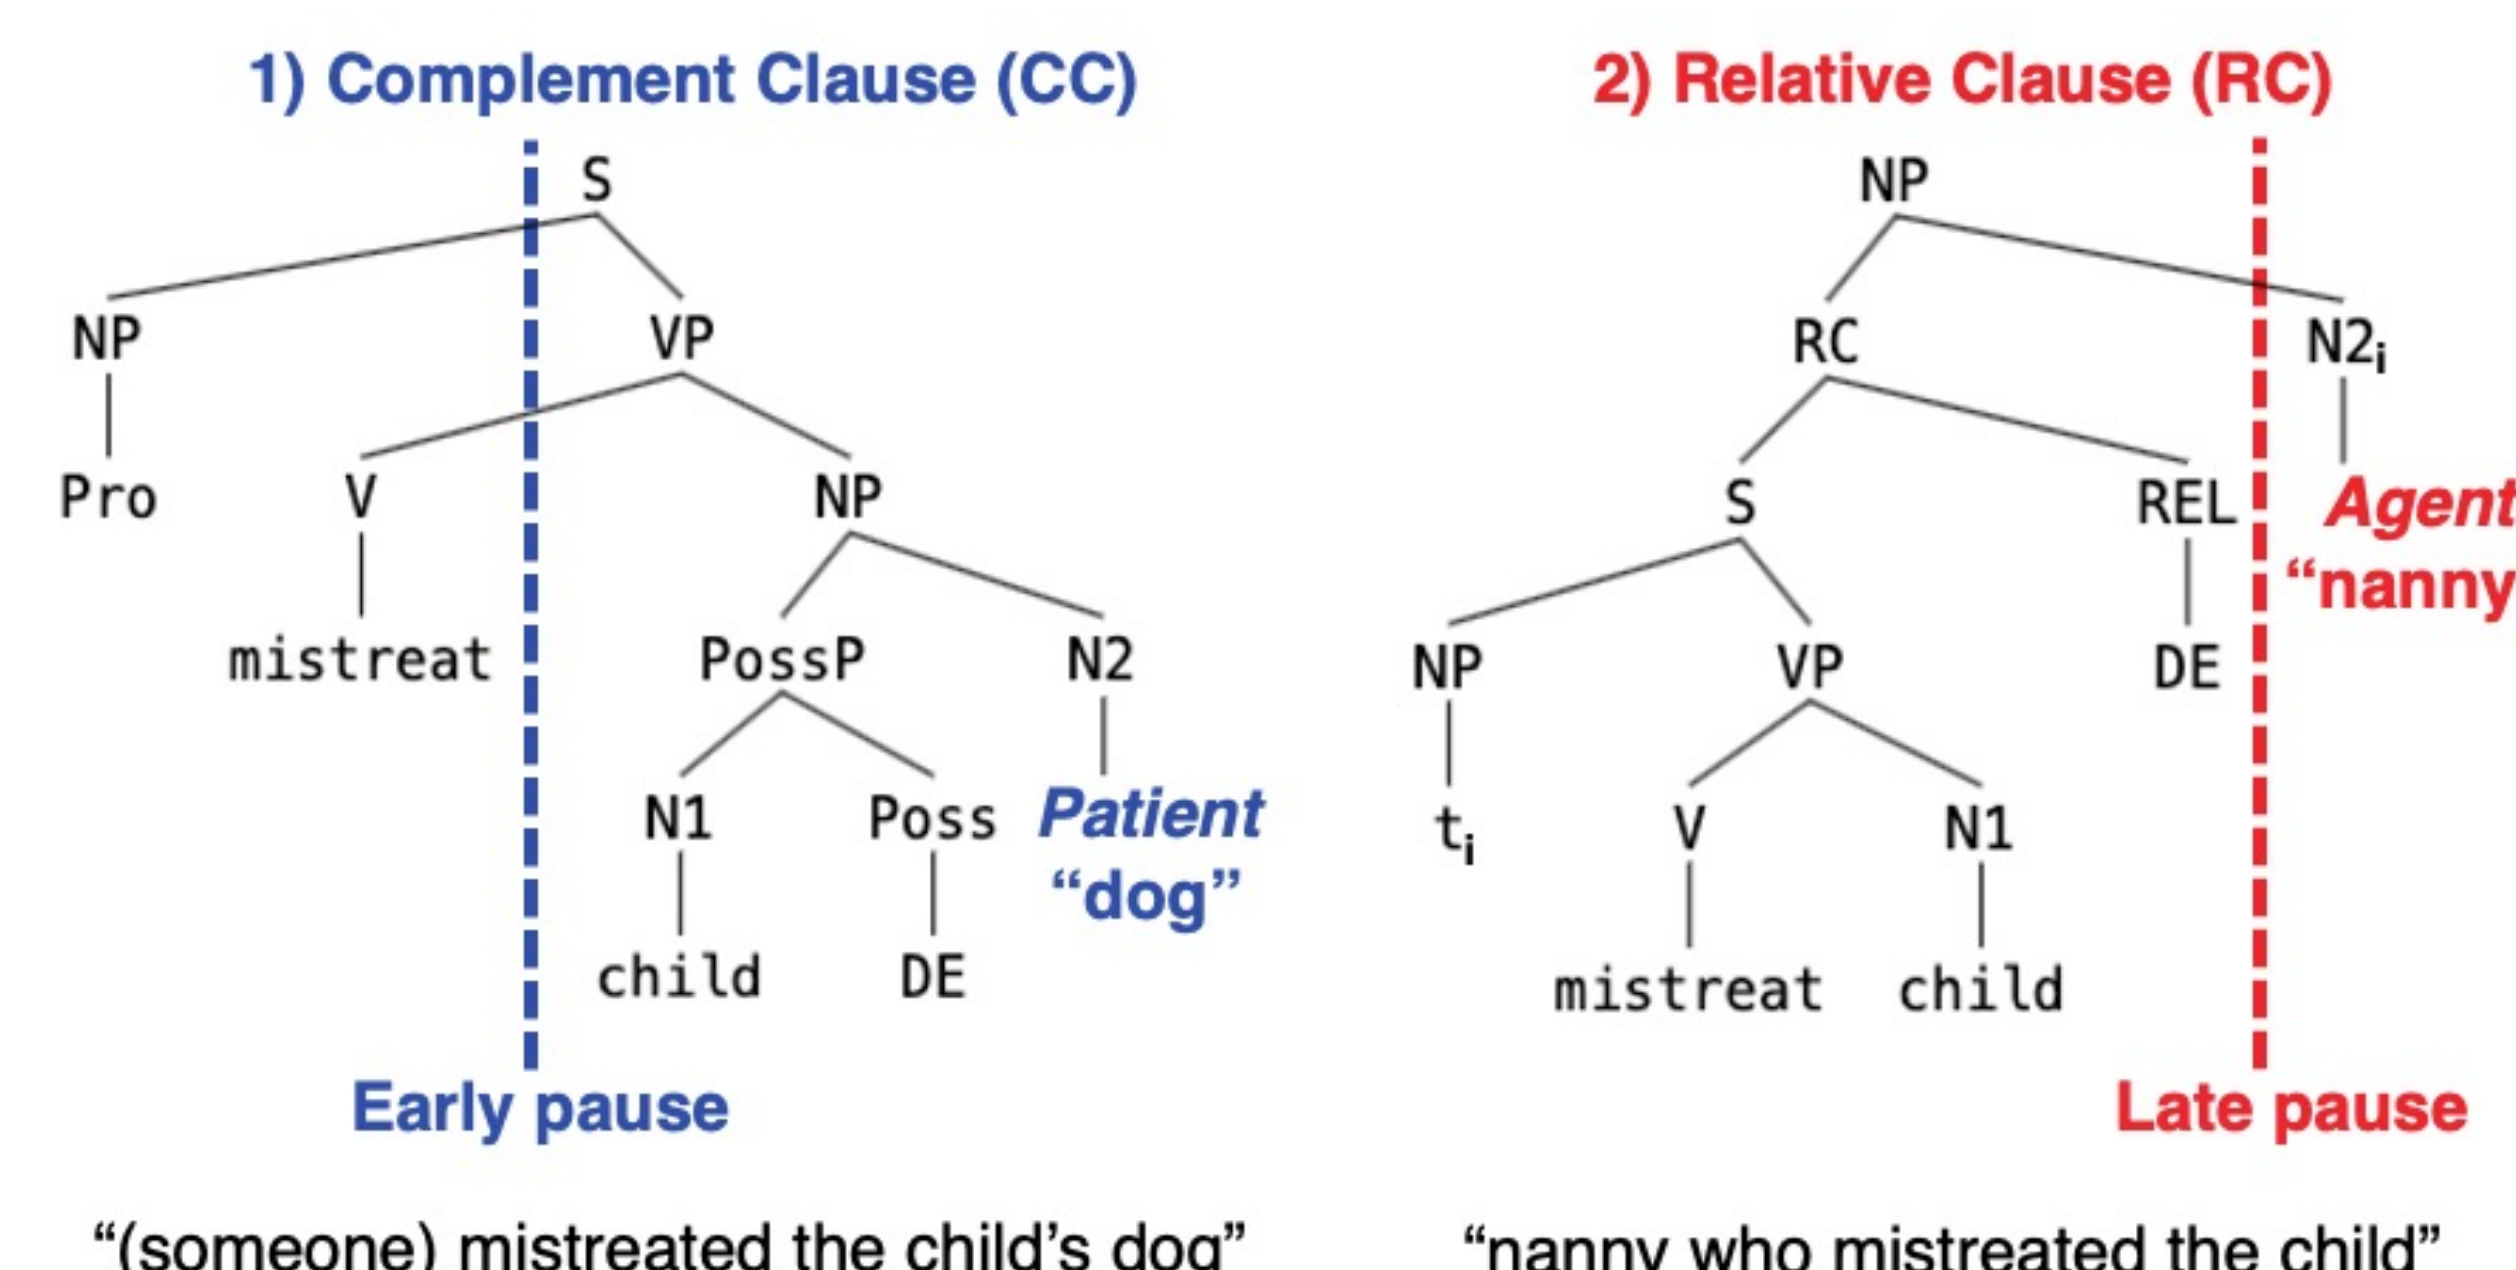 1) Complement Clause (CC)
S
NP VP
Pro V NP
mistreat PossP N2
N1 Poss Patient
"dog"
child DE
Early pause
"(someone) mistreated the child's dog"
2) Relative Clause (RC)
NP
RC N2i
S REL Agent
"nanny
NP VP DE
ti V N1
mistreat child
Late pause
"nanny who mistreated the child"